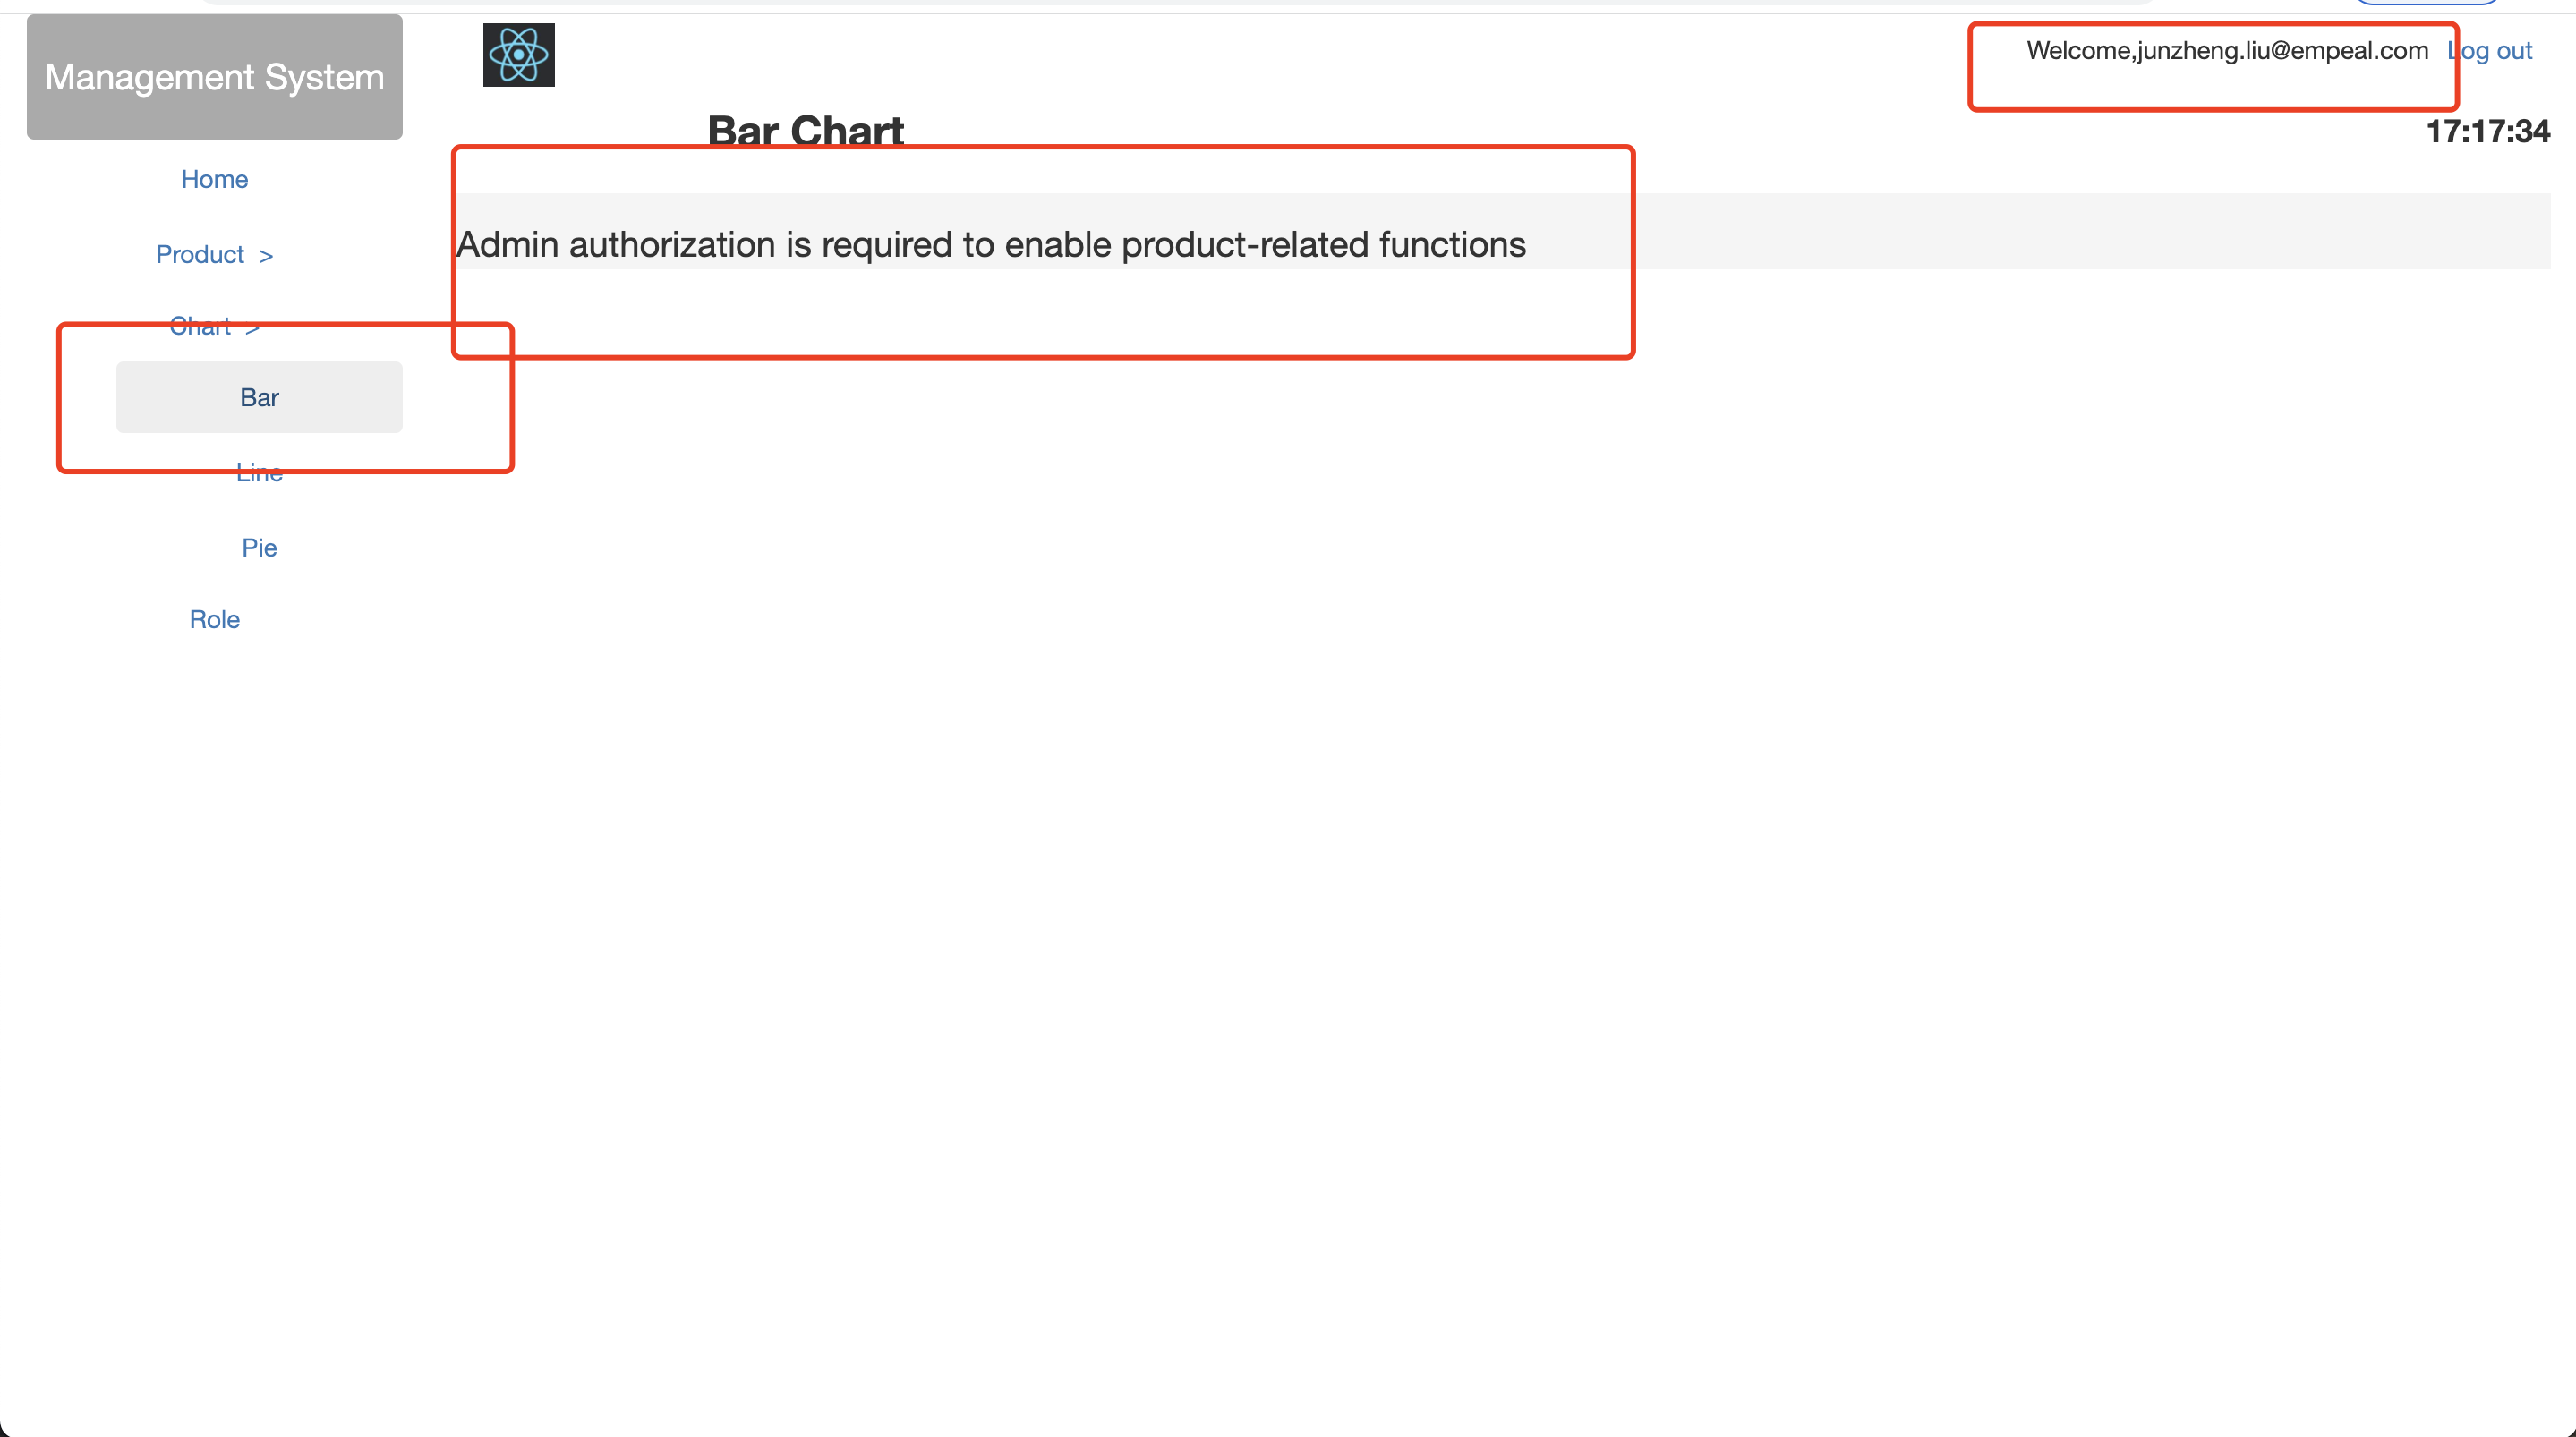 Management System
Welcome,junzheng.liu@empeal.com Log out
Bar Chart
17:17:34
Home
Product >
Chart >
Bar
Line
Pie
Role
Admin authorization is required to enable product-related functions